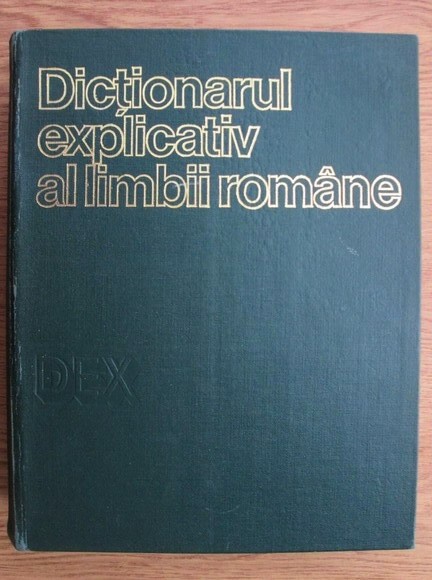 Dicționarul
explicativ
al limbii române
DEX